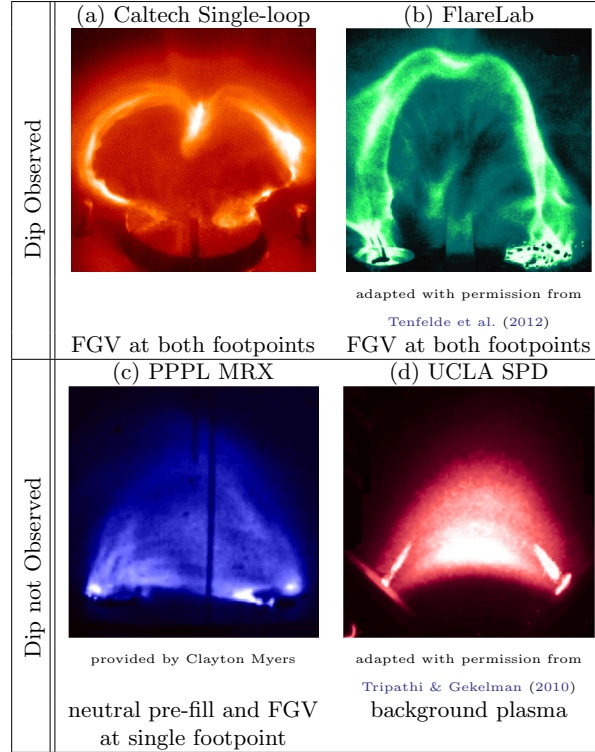 (a) Caltech Single-loop
(b) FlareLab
Dip Observed
adapted with permission from
Tenfelde et al. (2012)
FGV at both footpoints
FGV at both footpoints
(c) PPPL MRX
(d) UCLA SPD
Dip not Observed
provided by Clayton Myers
adapted with permission from
Tripathi & Gekelman (2010)
neutral pre-fill and FGV
at single footpoint
background plasma